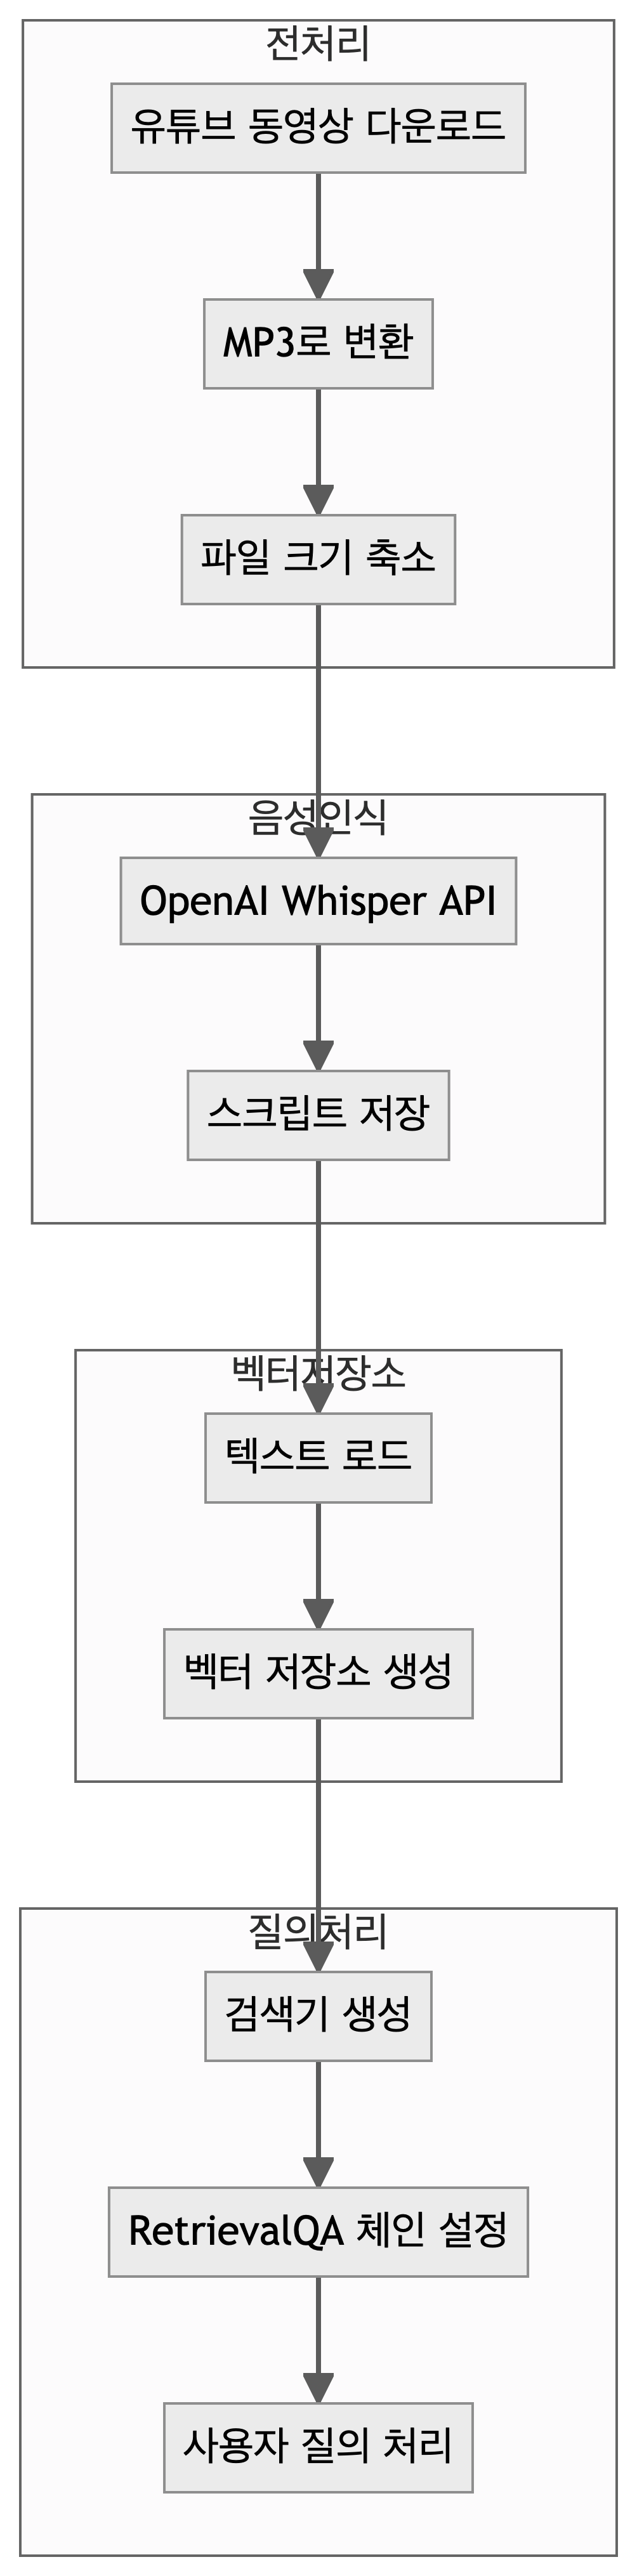 전처리
유튜브 동영상 다운로드
MP3로 변환
파일 크기 축소
음성인식
OpenAI Whisper API
스크립트 저장
벡터저장소
텍스트 로드
벡터 저장소 생성
질의처리
검색기 생성
RetrievalQA 체인 설정
사용자 질의 처리